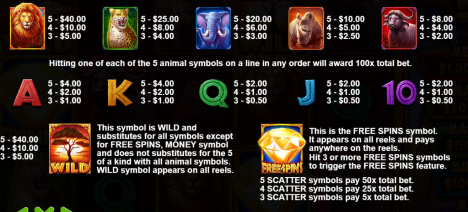 5 - $40.00
4 - $10.00
3 - $5.00
5 - $25.00
4 - $8.00
3 - $4.00
5 - $20.00
4 - $6.00
3 - $3.00
5 - $10.00
4 - $5.00
3 - $2.50
5 - $8.00
4 - $4.00
3 - $2.00
Hitting one of each of the 5 animal symbols on a line in any order will award 100x total bet.
A
5 - $4.00
4 - $2.00
3 - $1.00
K
5 - $4.00
4 - $2.00
3 - $1.00
Q
5 - $2.00
4 - $1.00
3 - $0.50
J
5 - $2.00
4 - $1.00
3 - $0.50
10
5 - $2.00
4 - $1.00
3 - $0.50
5 - $40.00
4 - $10.00
3 - $5.00
WILD
This symbol is WILD and
substitutes for all symbols except
for FREE SPINS, MONEY symbol
and does not substitutes for the 5
of a kind with all animal symbols.
WILD symbol appears on all reels.
FREESPINS
This is the FREE SPINS symbol.
It appears on all reels and pays
anywhere on the reels.
Hit 3 or more FREE SPINS symbols
to trigger the FREE SPINS feature.
5 SCATTER symbols pay 50x total bet.
4 SCATTER symbols pay 25x total bet.
3 SCATTER symbols pay 5x total bet.